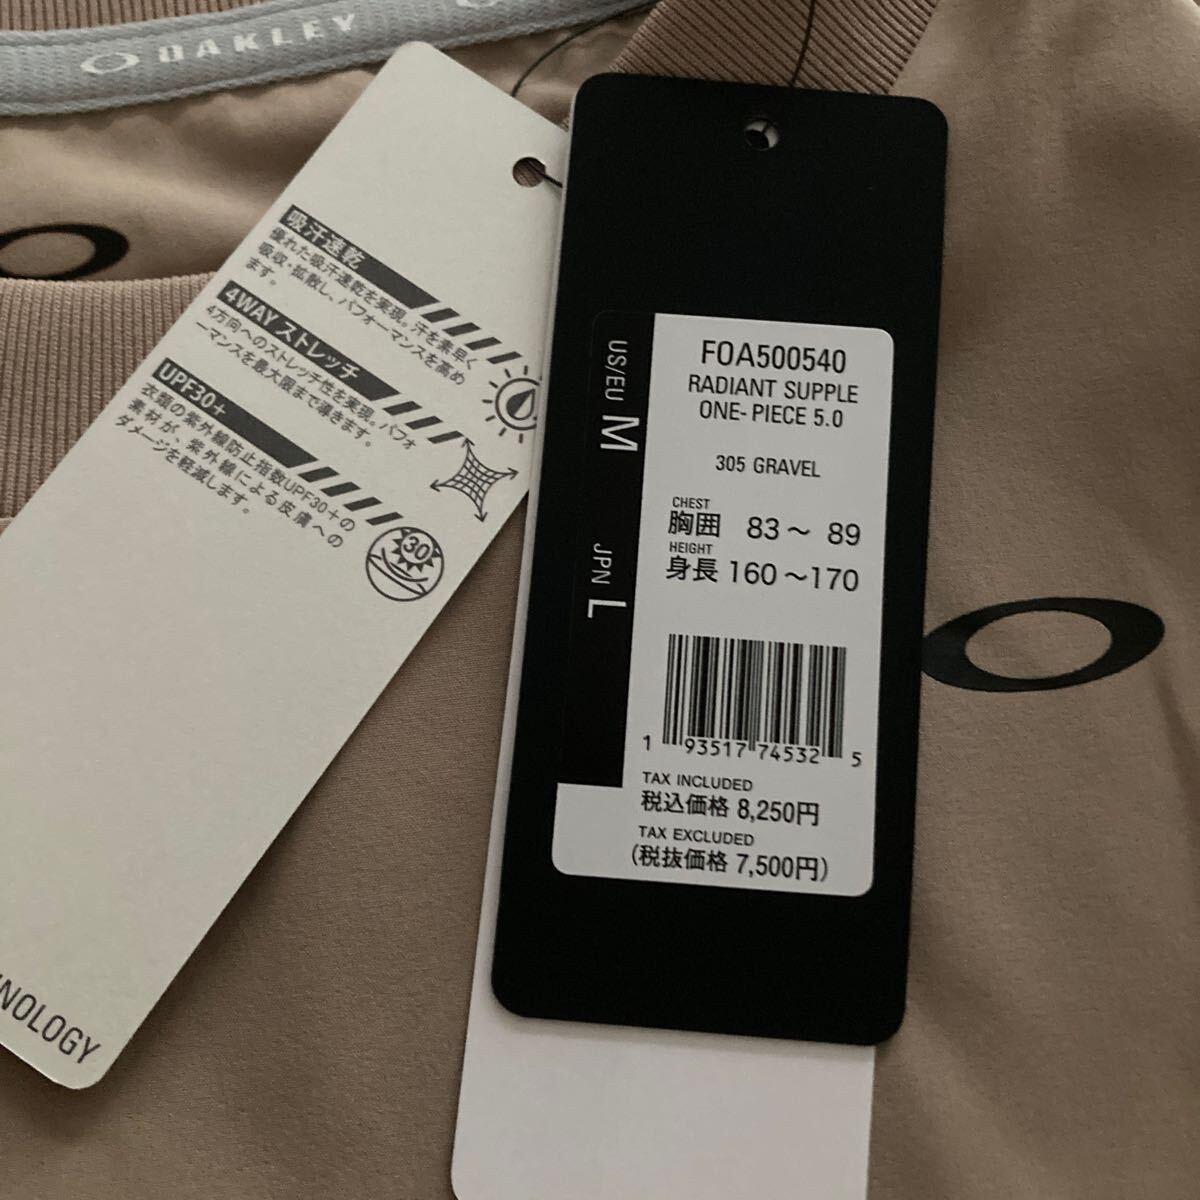 OAKLEY
吸汗速乾
優れた吸汗速乾を実現。汗を素早く
吸収・拡散し、パフォーマンスを高め
ます。
4WAY ストレッチ
4方向へのストレッチ性を実現。パフォ
ーマンスを最大限まで導きます。
UPF30+
衣類の紫外線防止指数UPF30+の
素材が、紫外線による皮膚への
ダメージを軽減します。
30
NOLOGY
US/EU M
JPN L
FOA500540
RADIANT SUPPLE
ONE- PIECE 5.0
305 GRAVEL
CHEST
胸囲 83～ 89
HEIGHT
身長 160～170
1 93517 74532 5
TAX INCLUDED
税込価格 8,250円
TAX EXCLUDED
(税抜価格 7,500円)